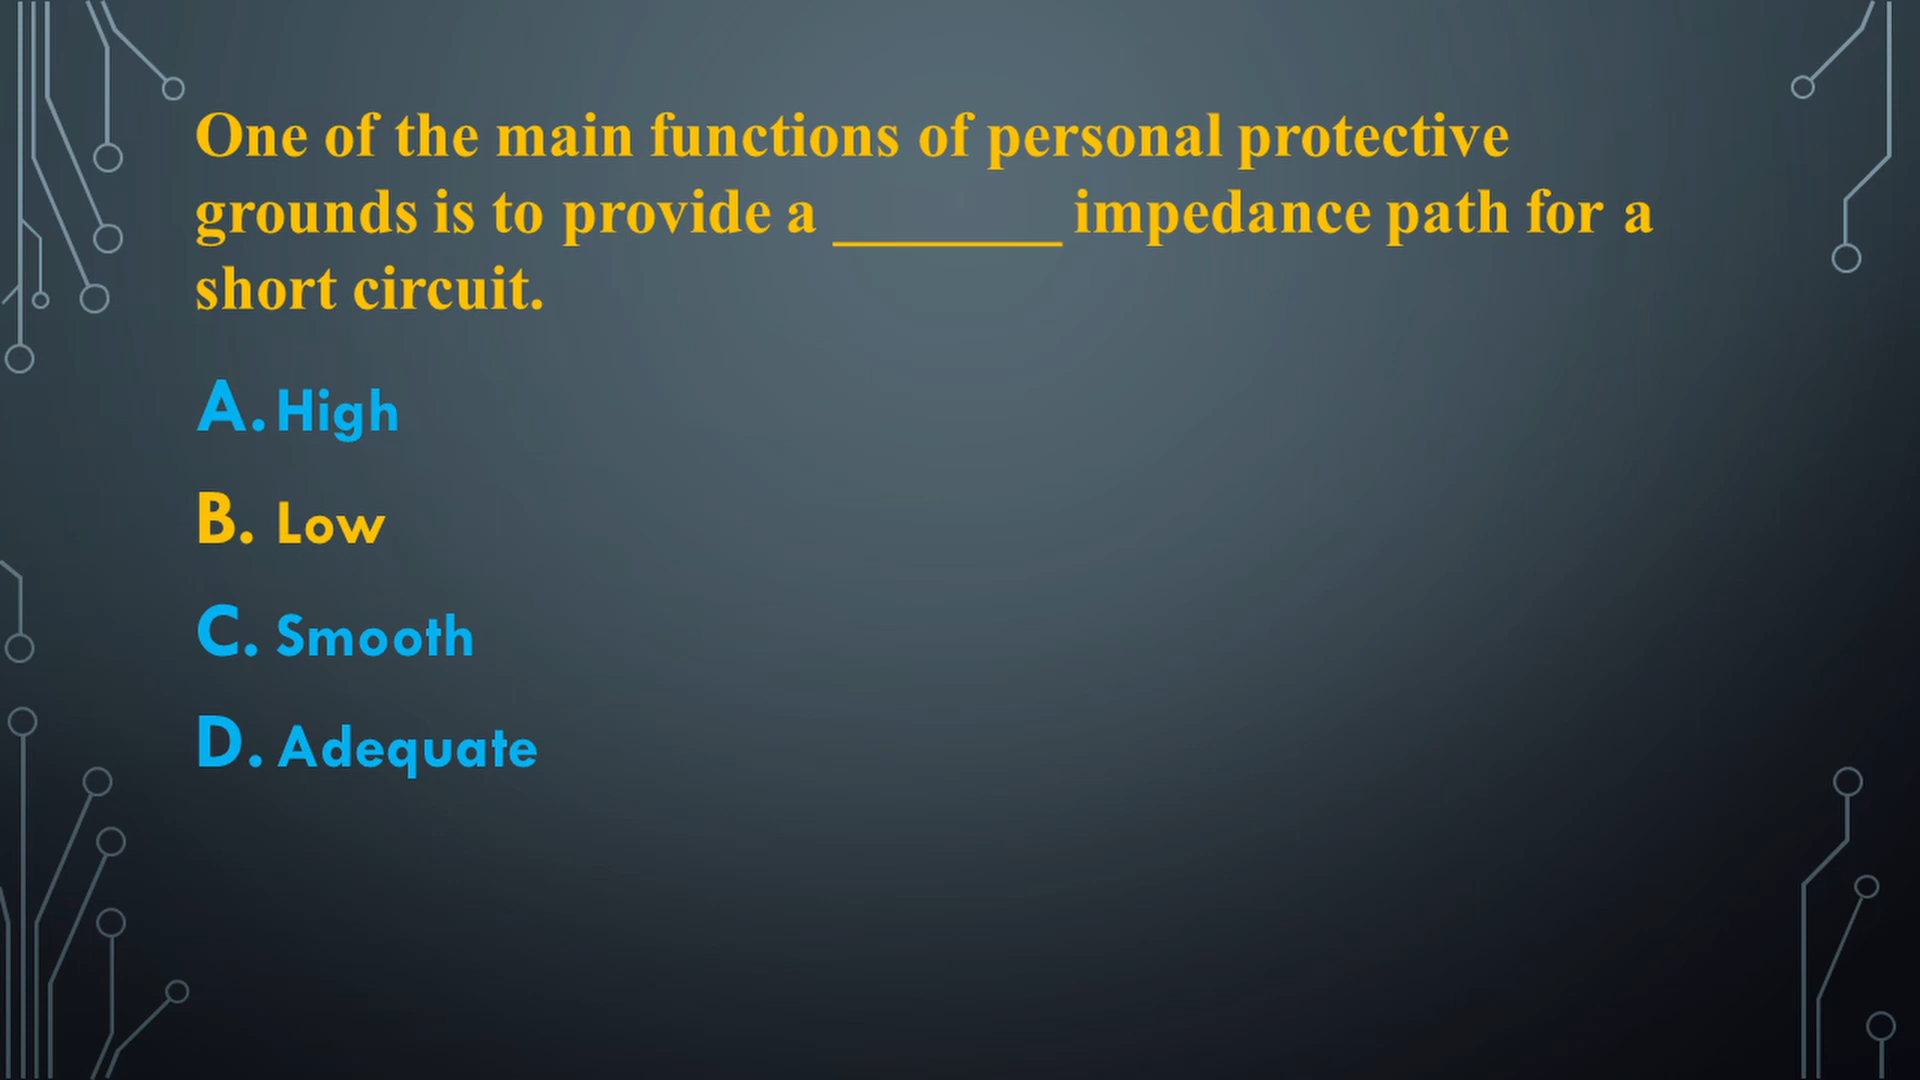 One of the main functions of personal protective
grounds is to provide a ________ impedance path for a
short circuit.
A. High
B. Low
C. Smooth
D. Adequate